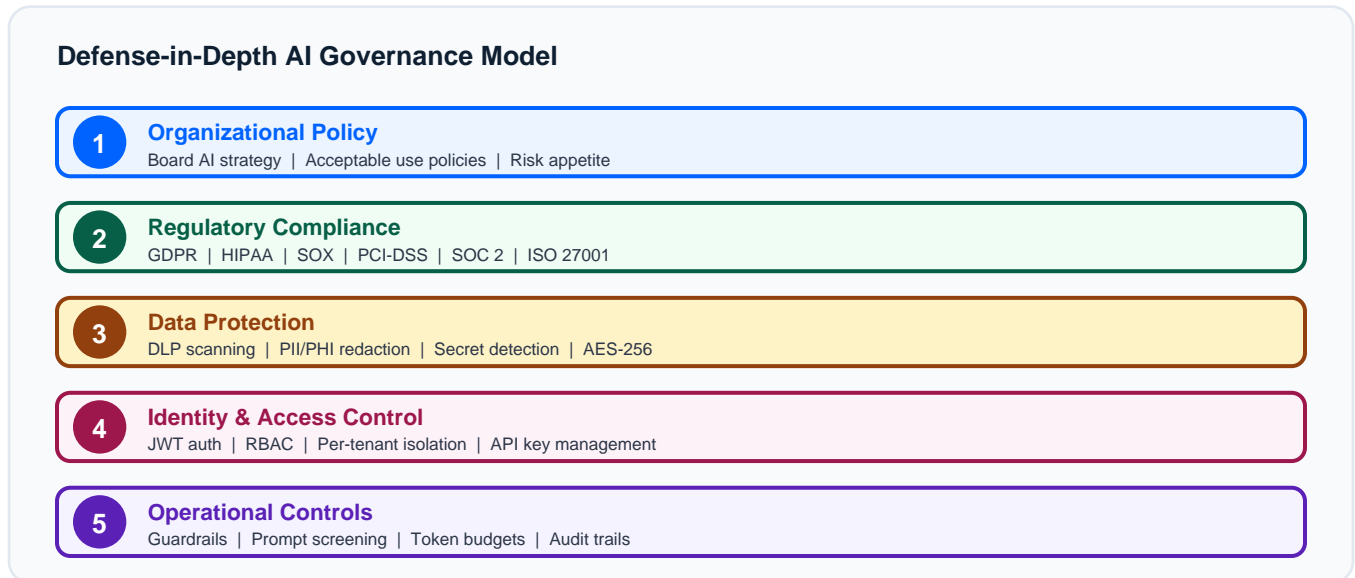 Defense-in-Depth AI Governance Model
1
Organizational Policy
Board AI strategy | Acceptable use policies | Risk appetite
2
Regulatory Compliance
GDPR | HIPAA | SOX | PCI-DSS | SOC 2 | ISO 27001
3
Data Protection
DLP scanning | PII/PHI redaction | Secret detection | AES-256
4
Identity & Access Control
JWT auth | RBAC | Per-tenant isolation | API key management
5
Operational Controls
Guardrails | Prompt screening | Token budgets | Audit trails